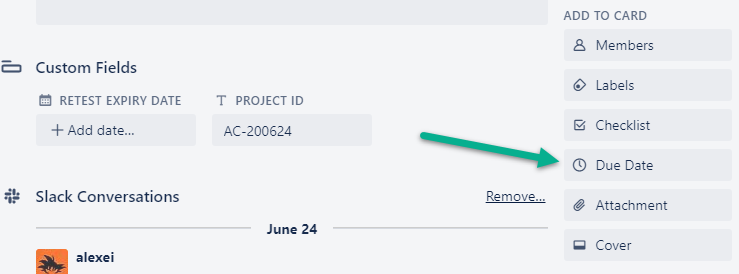 ADD TO CARD
Members
Labels
Checklist
Due Date
Attachment
Cover
Custom Fields
RETEST EXPIRY DATE
PROJECT ID
Add date...
AC-200624
Slack Conversations
Remove...
June 24
alexei